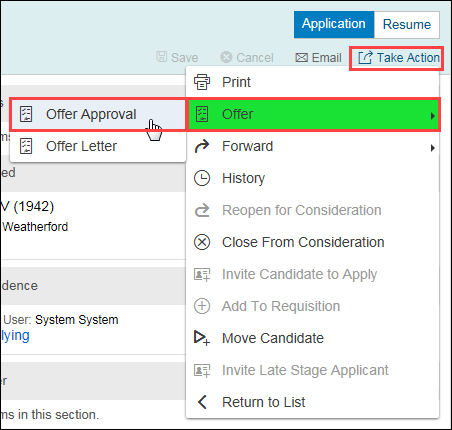 Application Resume
Save Cancel Email Take Action
Print
Offer Approval
Offer
Offer Letter
Forward
History
V (1942)
Weatherford
Reopen for Consideration
Close From Consideration
Invite Candidate to Apply
dence
Add To Requisition
User: System System
lying
Move Candidate
Invite Late Stage Applicant
ms in this section.
Return to List